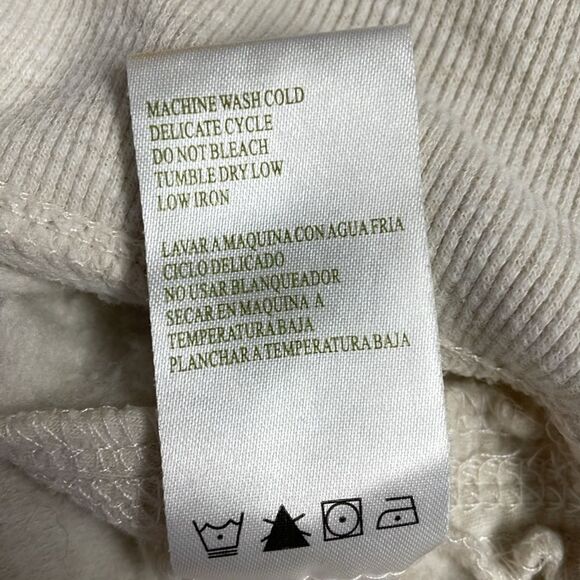 MACHINE WASH COLD
DELICATE CYCLE
DO NOT BLEACH
TUMBLE DRY LOW
LOW IRON
LAVAR A MAQUINA CON AGUA FRIA
CICLO DELICADO
NO USAR BLANQUEADOR
SECAR EN MAQUINA A
TEMPERATURA BAJA
PLANCHAR A TEMPERATURA BAJA